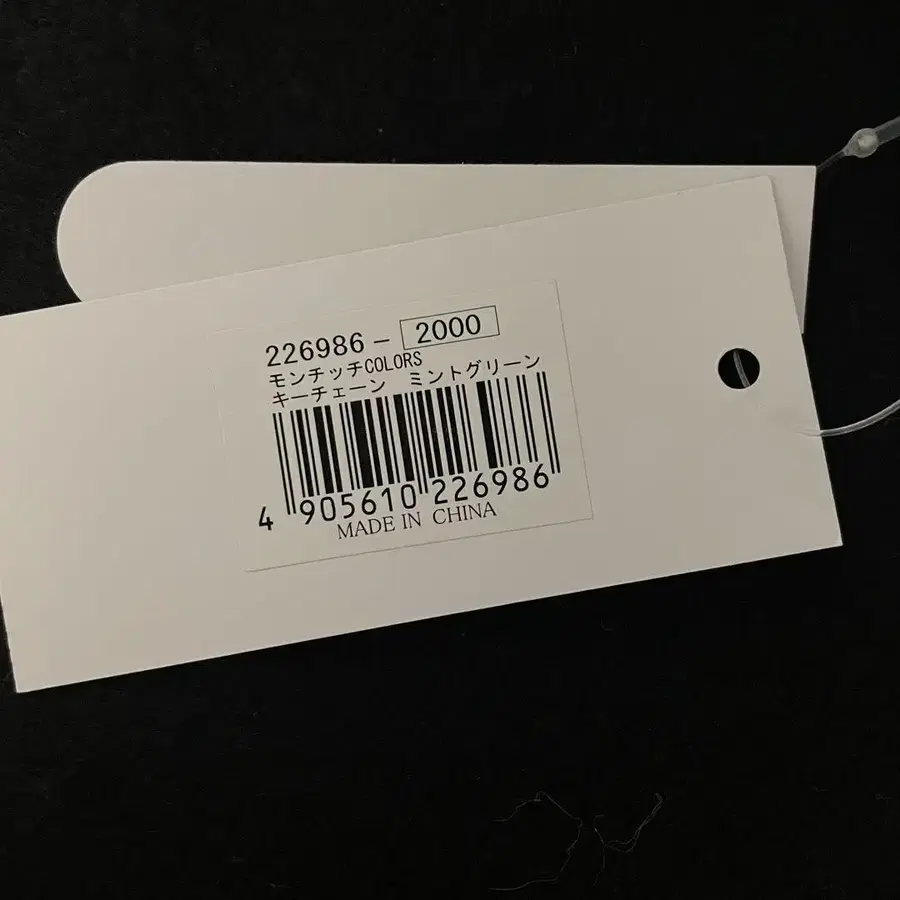 226986- 2000
モンチッチCOLORS
キーチェーン　ミントグリーン
4 905610 226986
MADE IN CHINA